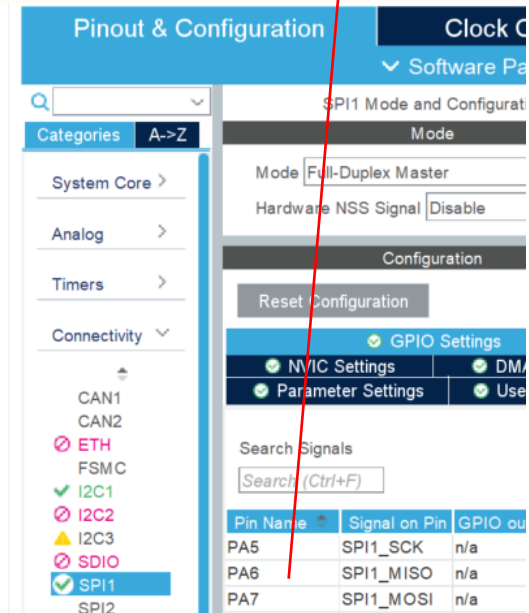 Pinout & Configuration
Clock C
Software Pa
SPI1 Mode and Configurati
Categories A->Z
Mode
System Core
Mode Full-Duplex Master
Hardware NSS Signal Disable
Analog
Configuration
Timers
Reset Configuration
Connectivity
GPIO Settings
NVIC Settings
DMA
Parameter Settings
Use
CAN1
CAN2
ETH
FSMC
I2C1
I2C2
I2C3
SDIO
SPI1
SPI2
Search Signals
Search (Ctrl+F)
Pin Name Signal on Pin GPIO ou
PA5 SPI1_SCK n/a
PA6 SPI1_MISO n/a
PA7 SPI1_MOSI n/a